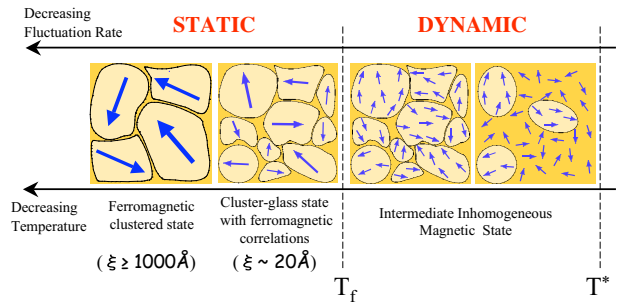 Decreasing
Fluctuation Rate
STATIC
DYNAMIC
Decreasing
Temperature
Ferromagnetic
clustered state
(ξ ≥ 1000Å)
Cluster-glass state
with ferromagnetic
correlations
(ξ ~ 20Å)
Intermediate Inhomogeneous
Magnetic State
T_f
T*